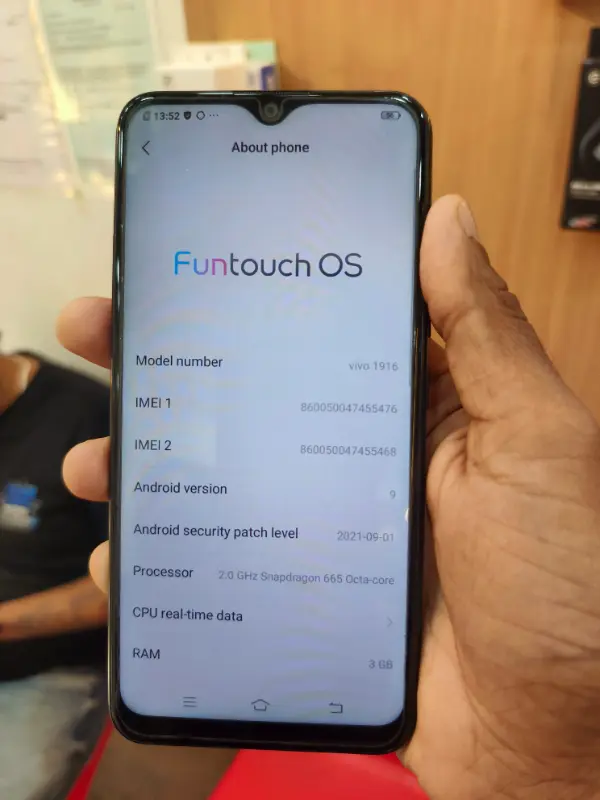 13:52
About phone
Funtouch OS
Model number vivo 1916
IMEI 1 860050047455476
IMEI 2 860050047455468
Android version 9
Android security patch level 2021-09-01
Processor 2.0 GHz Snapdragon 665 Octa-core
CPU real-time data
RAM 3 GB